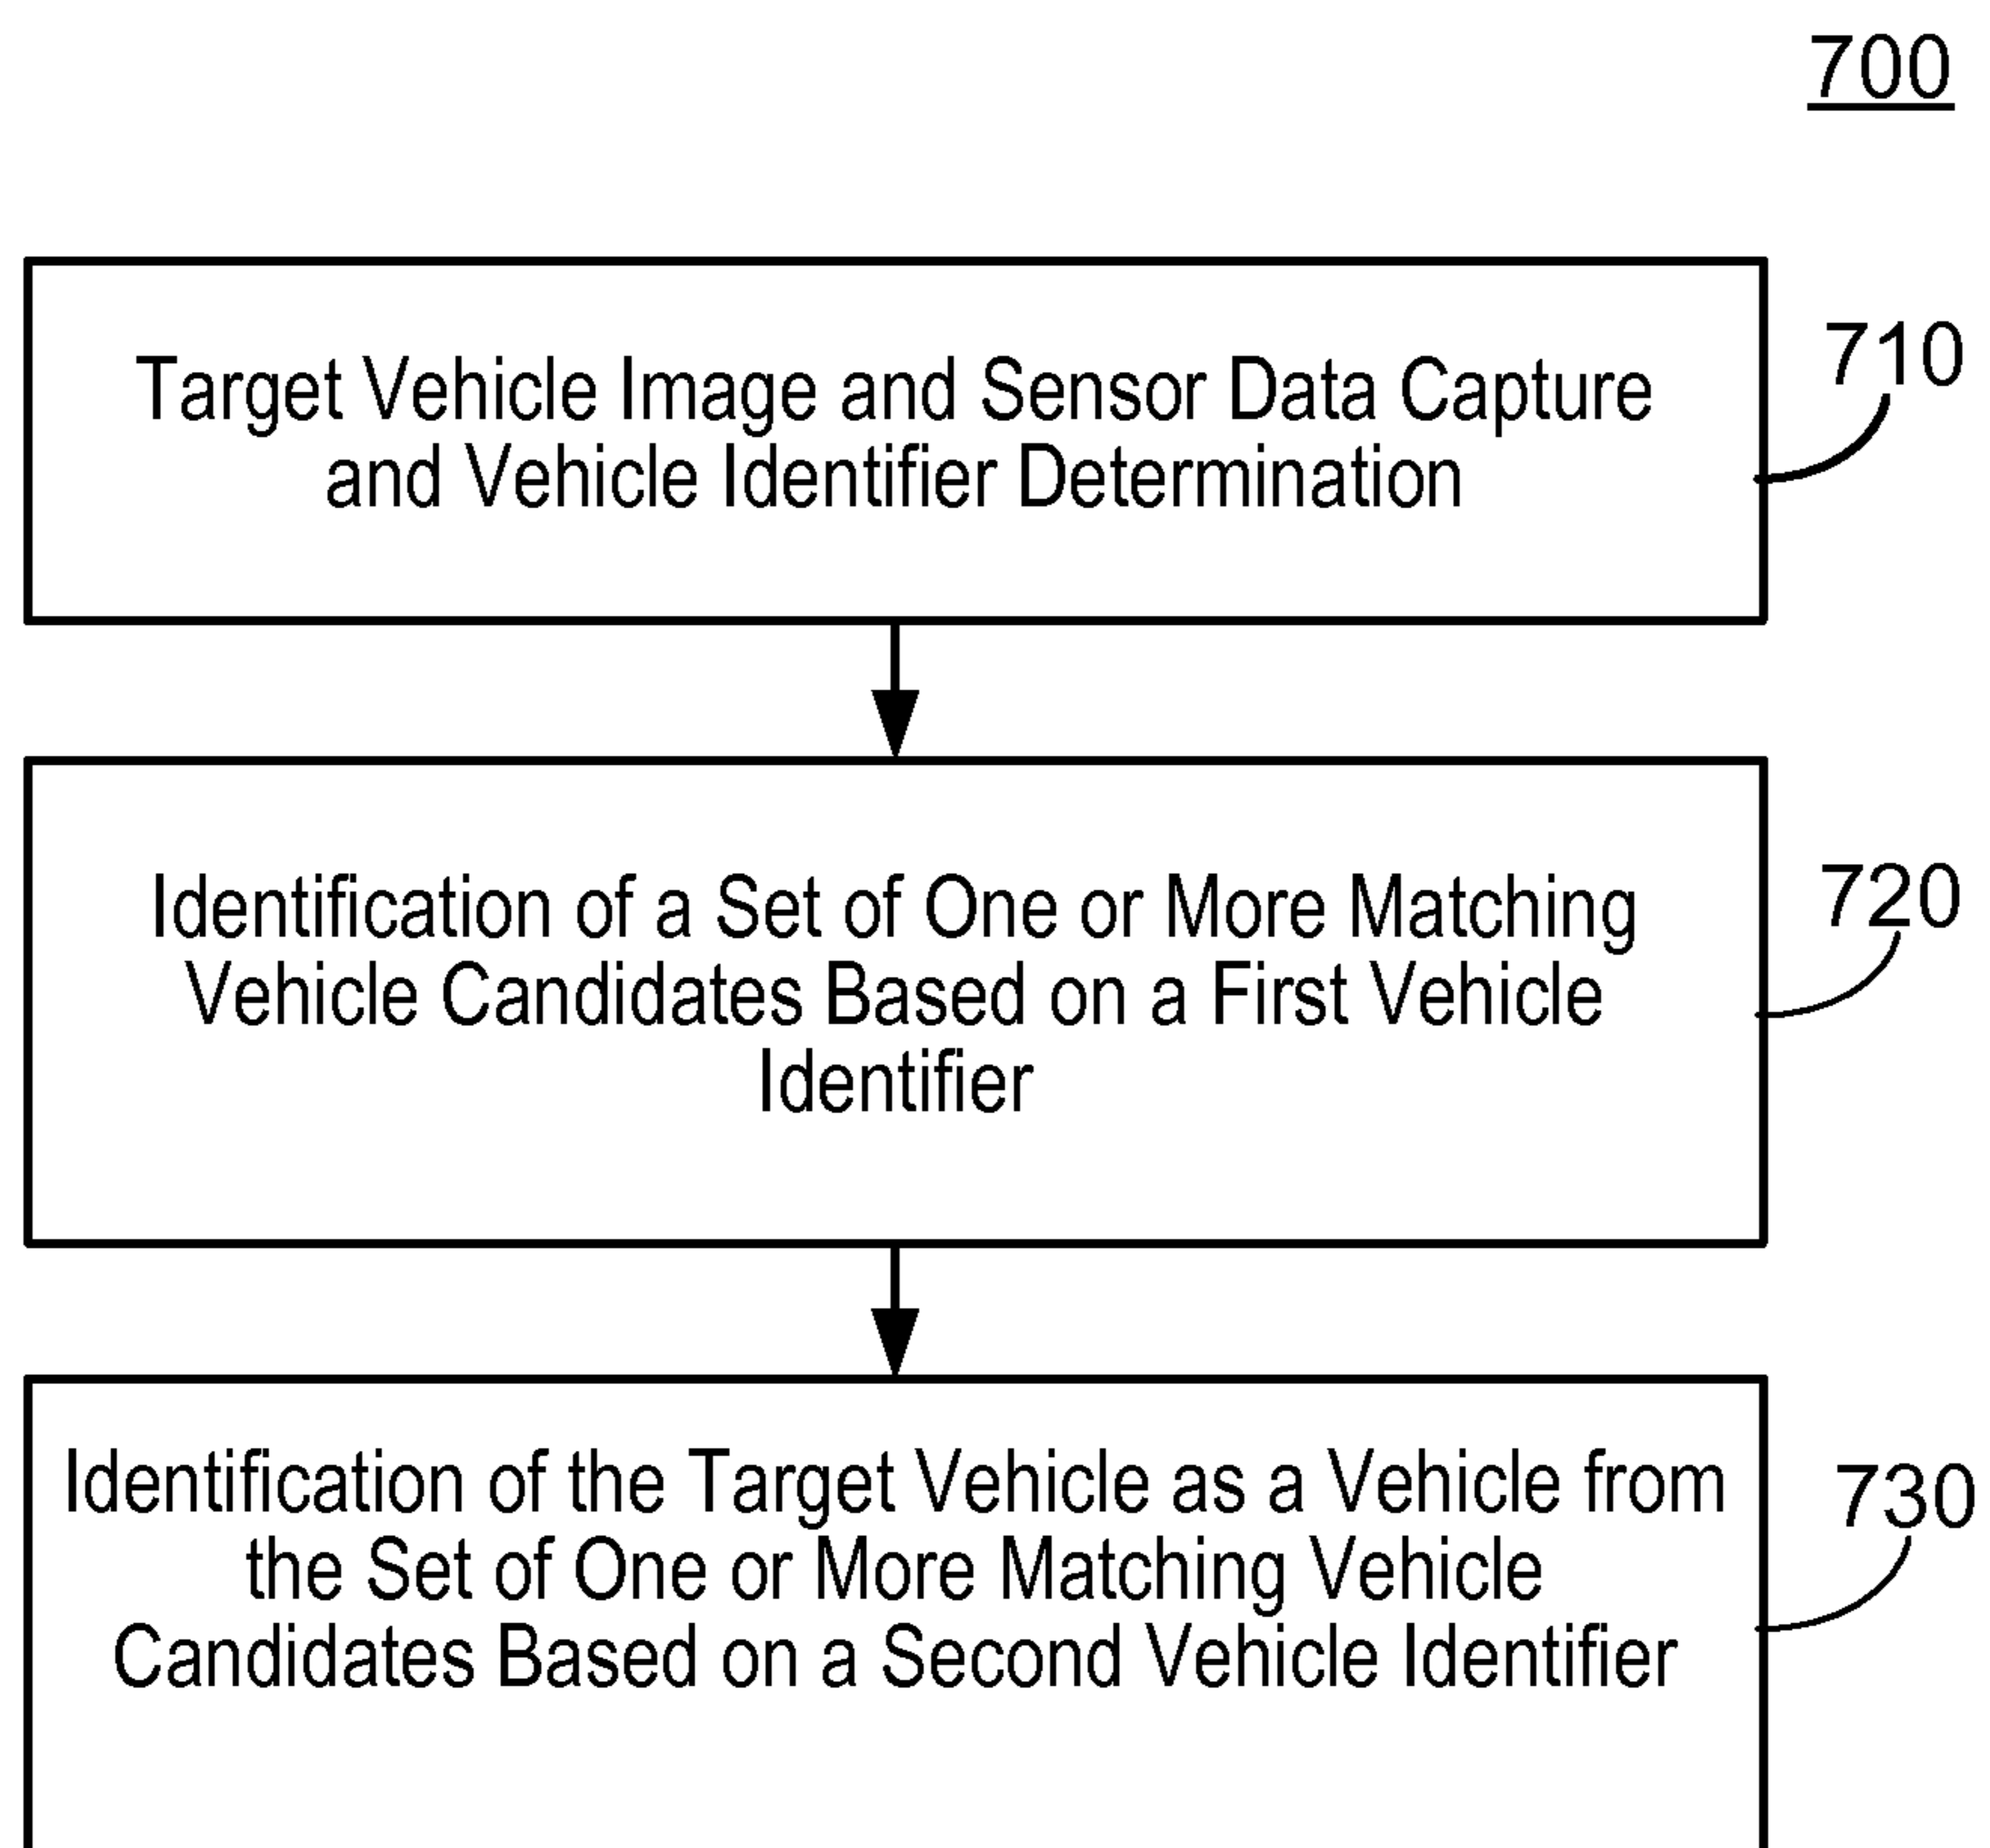 700
Target Vehicle Image and Sensor Data Capture
and Vehicle Identifier Determination
710
Identification of a Set of One or More Matching
Vehicle Candidates Based on a First Vehicle
Identifier
720
Identification of the Target Vehicle as a Vehicle from
the Set of One or More Matching Vehicle
Candidates Based on a Second Vehicle Identifier
730